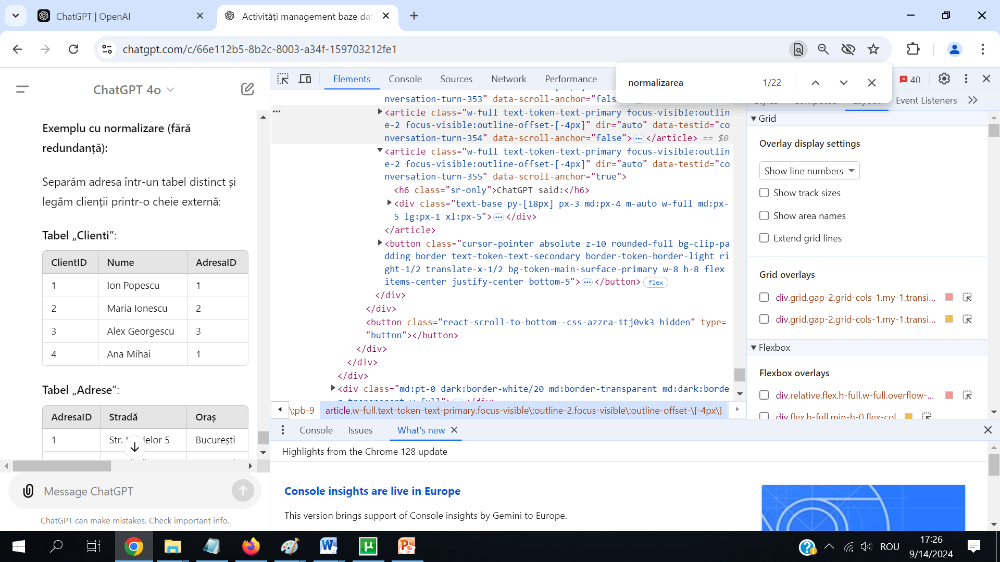 ChatGPT | OpenAI
Activități management baze dat
chatgpt.com/c/66e112b5-8b2c-8003-a34f-159703212fe1
normalizarea 1/22
ChatGPT 4o
Exemplu cu normalizare (fără
redundanță):
Separăm adresa într-un tabel distinct și
legăm clienții printr-o cheie externă:
Tabel „Clienti”:
ClientID Nume AdresaID
1 Ion Popescu 1
2 Maria Ionescu 2
3 Alex Georgescu 3
4 Ana Mihai 1
Tabel „Adrese”:
AdresaID Stradă Oraș
1 Str. 5 București
Message ChatGPT
ChatGPT can make mistakes. Check important info.
Elements Console Sources Network Performance 40
nversation-turn-353" data-scroll-anchor="fals
<article class="w-full text-token-text-primary focus-visible:outlin
e-2 focus-visible:outline-offset-[-4px]" dir="auto" data-testid="co
nversation-turn-354" data-scroll-anchor="false">…</article> == $0
<article class="w-full text-token-text-primary focus-visible:outlin
e-2 focus-visible:outline-offset-[-4px]" dir="auto" data-testid="co
nversation-turn-355" data-scroll-anchor="true">
<h6 class="sr-only">ChatGPT said:</h6>
<div class="text-base py-[18px] px-3 md:px-4 m-auto w-full md:px-
5 lg:px-1 xl:px-5">…</div>
</article>
<button class="cursor-pointer absolute z-10 rounded-full bg-clip-pa
dding border text-token-text-secondary border-token-border-light ri
ght-1/2 translate-x-1/2 bg-token-main-surface-primary w-8 h-8 flex
items-center justify-center bottom-5">…</button> flex
</div>
</div>
<button class="react-scroll-to-bottom--css-azzra-1tj0vk3 hidden" type=
"button"></button>
</div>
</div>
</div>
<div class="md:pt-0 dark:border-white/20 md:border-transparent md:dark:borde
\:pb-9 article.w-full.text-token-text-primary.focus-visible\:outline-2.focus-visible\:outline-offset-\[-4px\]
Layout Event Listeners
Grid
Overlay display settings
Show line numbers
Show track sizes
Show area names
Extend grid lines
Grid overlays
div.grid.gap-2.grid-cols-1.my-1.transi...
div.grid.gap-2.grid-cols-1.my-1.transi...
Flexbox
Flexbox overlays
div.relative.flex.h-full.w-full.overflow-...
div.flex.h-full.min-h-0.flex-col
Console Issues What's new
Highlights from the Chrome 128 update
Console insights are live in Europe
This version brings support of Console insights by Gemini to Europe.
ROU
17:26
9/14/2024